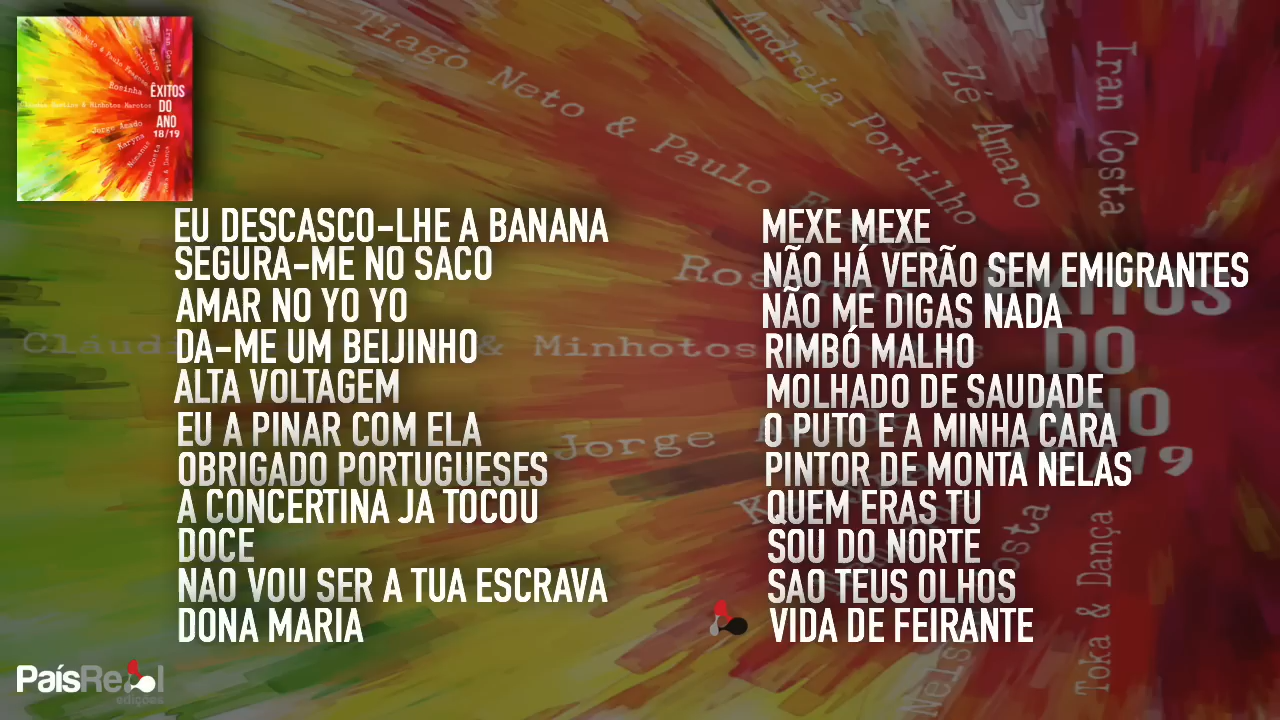 Tiago Neto & Paulo
Andreia Portilho
Zé Amaro
Iran Costa
Rosinha
ÊXITOS
DO
ANO
18/19
EU DESCASCO-LHE A BANANA
SEGURA-ME NO SACO
AMAR NO YO YO
DA-ME UM BEIJINHO
ALTA VOLTAGEM
EU A PINAR COM ELA
OBRIGADO PORTUGUESES
A CONCERTINA JA TOCOU
DOCE
NAO VOU SER A TUA ESCRAVA
DONA MARIA
MEXE MEXE
NÃO HÁ VERÃO SEM EMIGRANTES
NÃO ME DIGAS NADA
RIMBÓ MALHO
MOLHADO DE SAUDADE
O PUTO E A MINHA CARA
PINTOR DE MONTA NELAS
QUEM ERAS TU
SOU DO NORTE
SAO TEUS OLHOS
VIDA DE FEIRANTE
& Minhotos
Jorge
Toka & Dança
PaísReal
edições